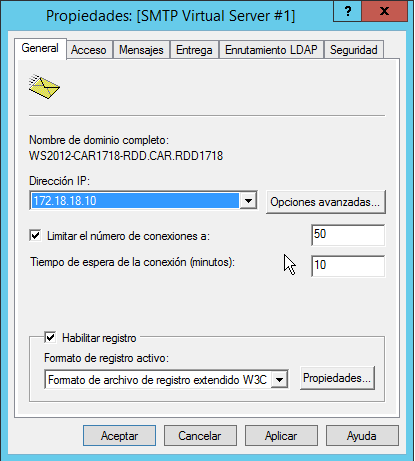 Propiedades: [SMTP Virtual Server #1]
? X
General Acceso Mensajes Entrega Enrutamiento LDAP Seguridad
Nombre de dominio completo:
WS2012-CAR1718-RDD.CAR.RDD1718
Dirección IP:
172.18.18.10
Opciones avanzadas...
Limitar el número de conexiones a: 50
Tiempo de espera de la conexión (minutos): 10
Habilitar registro
Formato de registro activo:
Formato de archivo de registro extendido W3C
Propiedades...
Aceptar Cancelar Aplicar Ayuda